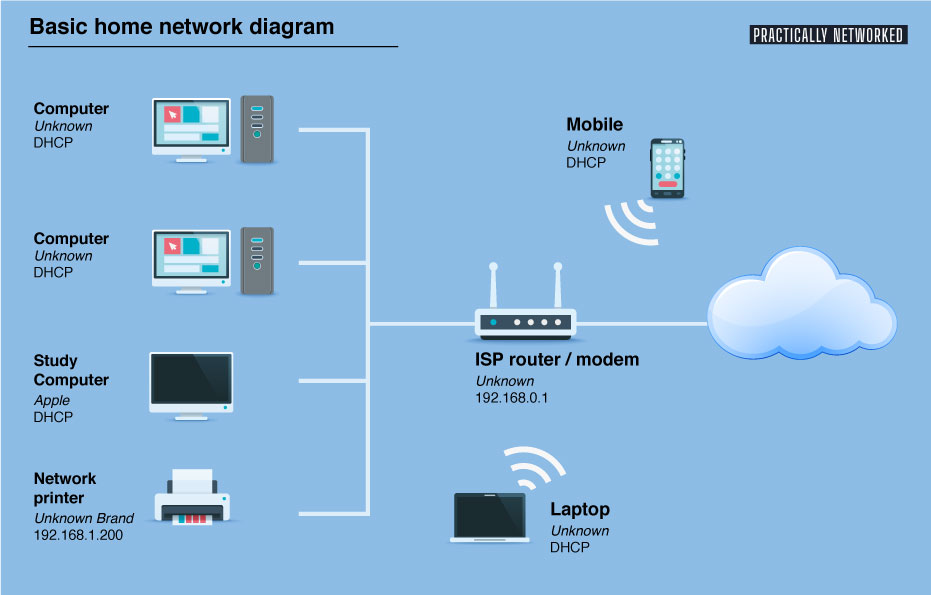 Basic home network diagram
PRACTICALLY NETWORKED
Computer
Unknown
DHCP
Mobile
Unknown
DHCP
Computer
Unknown
DHCP
Study
Computer
Apple
DHCP
ISP router / modem
Unknown
192.168.0.1
Network
printer
Unknown Brand
192.168.1.200
Laptop
Unknown
DHCP